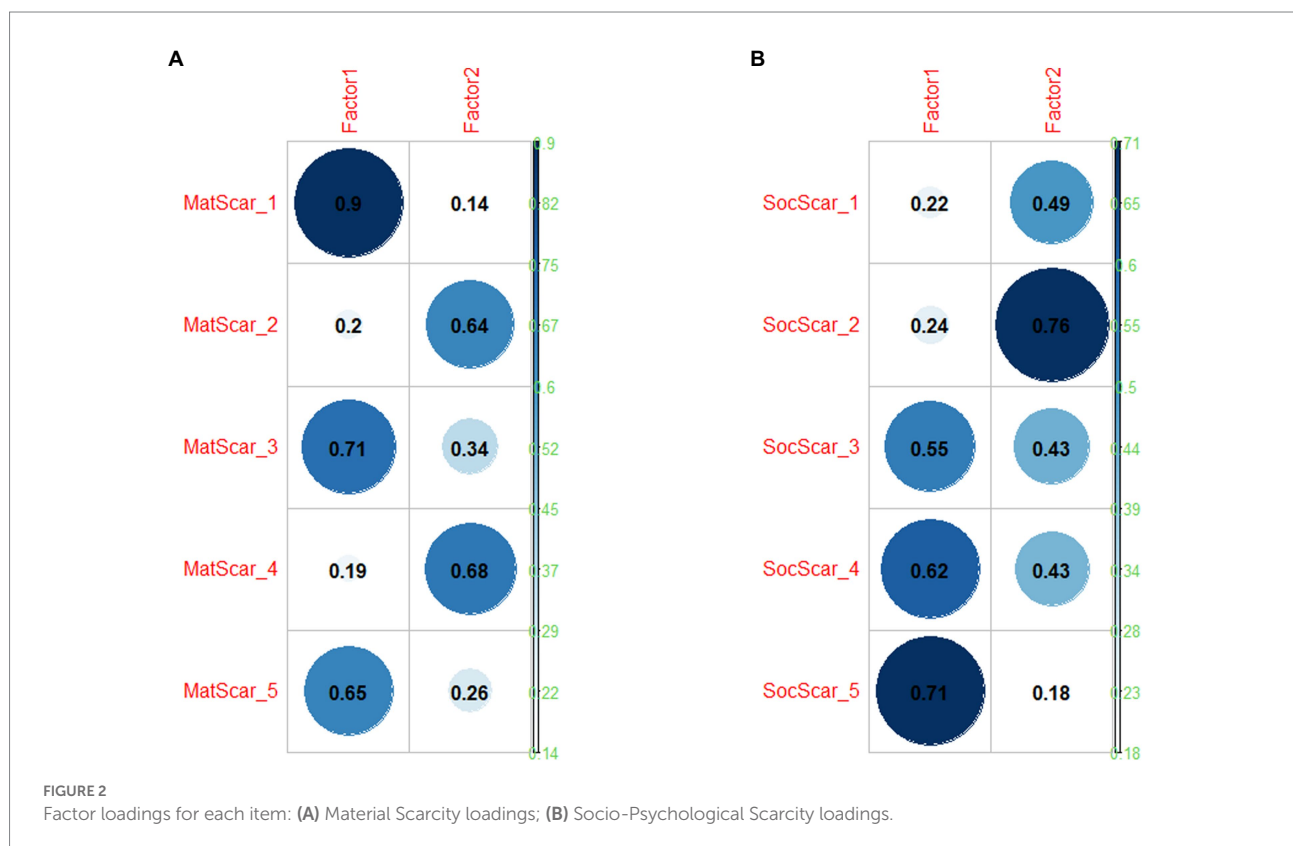 A
B
Factor1 Factor2
Factor1 Factor2
0.9
0.71
MatScar_1 0.9 0.14 0.82
SocScar_1 0.22 0.49 0.65
0.75
0.6
MatScar_2 0.2 0.64 0.67
SocScar_2 0.24 0.76 0.55
0.6
0.5
MatScar_3 0.71 0.34 0.52
SocScar_3 0.55 0.43 0.44
0.45
0.39
MatScar_4 0.19 0.68 0.37
SocScar_4 0.62 0.43 0.34
0.29
0.28
MatScar_5 0.65 0.26 0.22
SocScar_5 0.71 0.18 0.23
0.14
0.18
FIGURE 2
Factor loadings for each item: (A) Material Scarcity loadings; (B) Socio-Psychological Scarcity loadings.